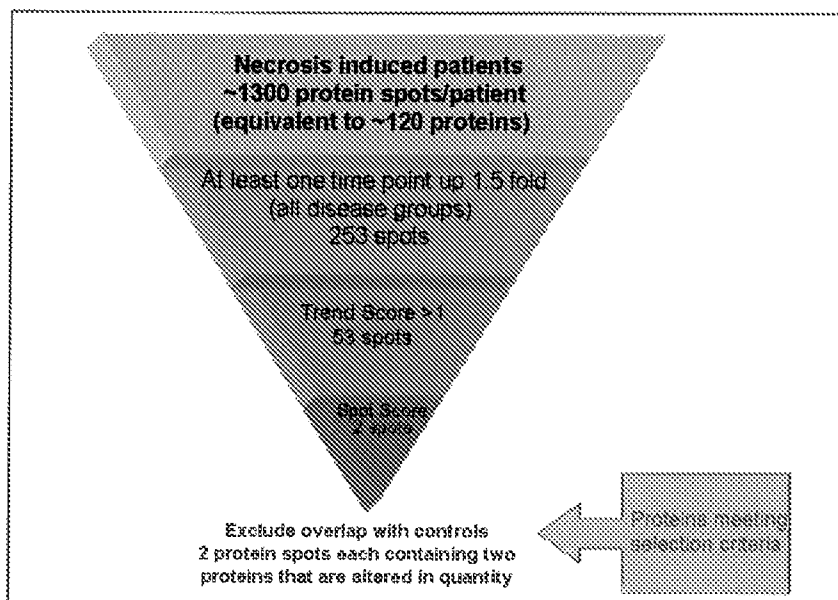 Necrosis induced patients
~1300 protein spots/patient
(equivalent to ~120 proteins)
At least one time point up 1.5 fold
(all disease groups)
253 spots
Trend Score >1
53 spots
Spot Score
2 spots
Exclude overlap with controls
2 protein spots each containing two
proteins that are altered in quantity
Proteins meeting
selection criteria